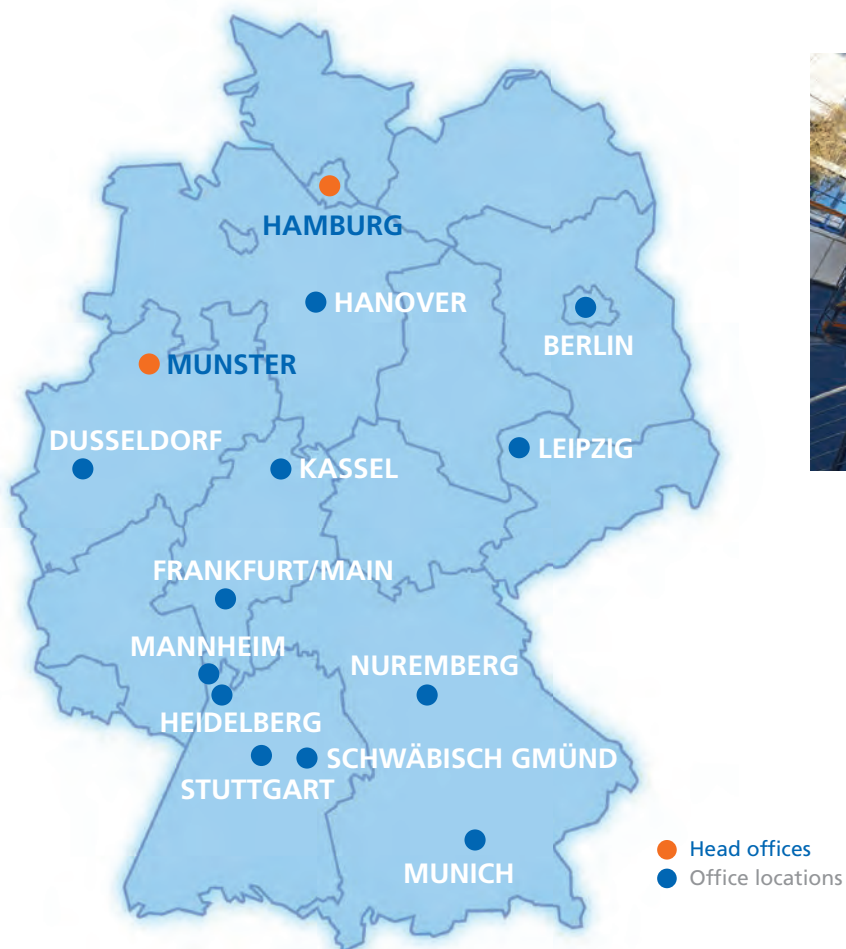 HAMBURG
HANOVER
BERLIN
MUNSTER
DUSSELDORF
KASSEL
LEIPZIG
FRANKFURT/MAIN
MANNHEIM
NUREMBERG
HEIDELBERG
SCHWÄBISCH GMÜND
STUTTGART
MUNICH
Head offices
Office locations